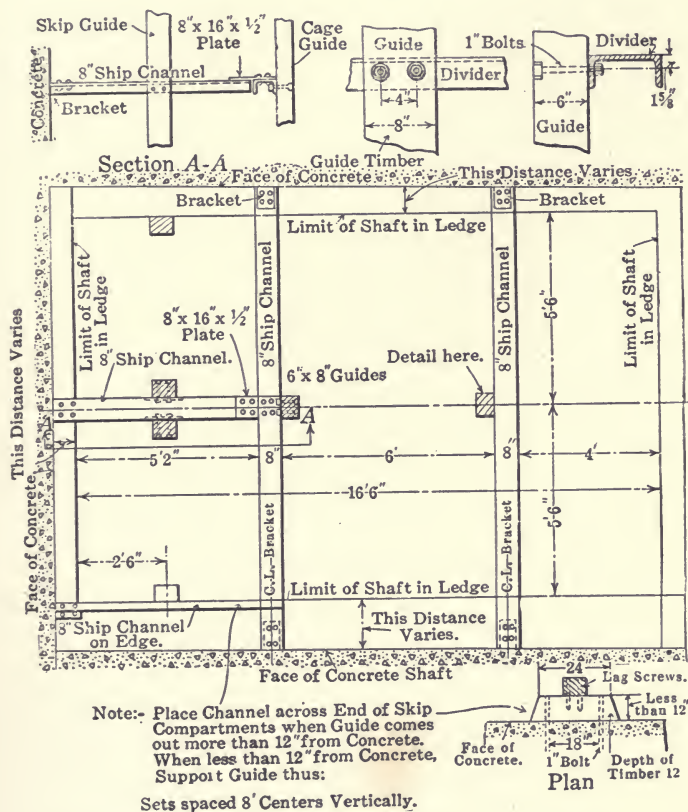 Skip Guide
8"x 16"x ½"
Plate
Cage
Guide
8"Ship Channel
Concrete
Bracket
Section A-A
Guide
Divider
4"
8"
Guide Timber
1"Bolts
Divider
1"
1⅝"
6"
Guide
Face of Concrete
This Distance Varies
Bracket
Bracket
Limit of Shaft in Ledge
Limit of Shaft
in Ledge
8"Ship Channel
8"Ship Channel
5'6"
Limit of Shaft
in Ledge
This Distance Varies
8"x 16"x ½"
Plate
8"Ship Channel.
6"x 8"Guides
Detail here.
A
A
5'2"
8"
6'
8"
4'
16'6"
5'6"
Face of Concrete
2'6"
C.L.-Bracket
C.L.-Bracket
Limit of Shaft in Ledge
8"Ship Channel
on Edge.
This Distance
Varies.
Face of Concrete Shaft
24
Lag Screws.
Less
than 12"
Face of
Concrete.
18
1"Bolt
Depth of
Timber 12
Plan
Note:- Place Channel across End of Skip
Compartments when Guide comes
out more than 12"from Concrete.
When less than 12"from Concrete,
Support Guide thus:
Sets spaced 8' Centers Vertically.